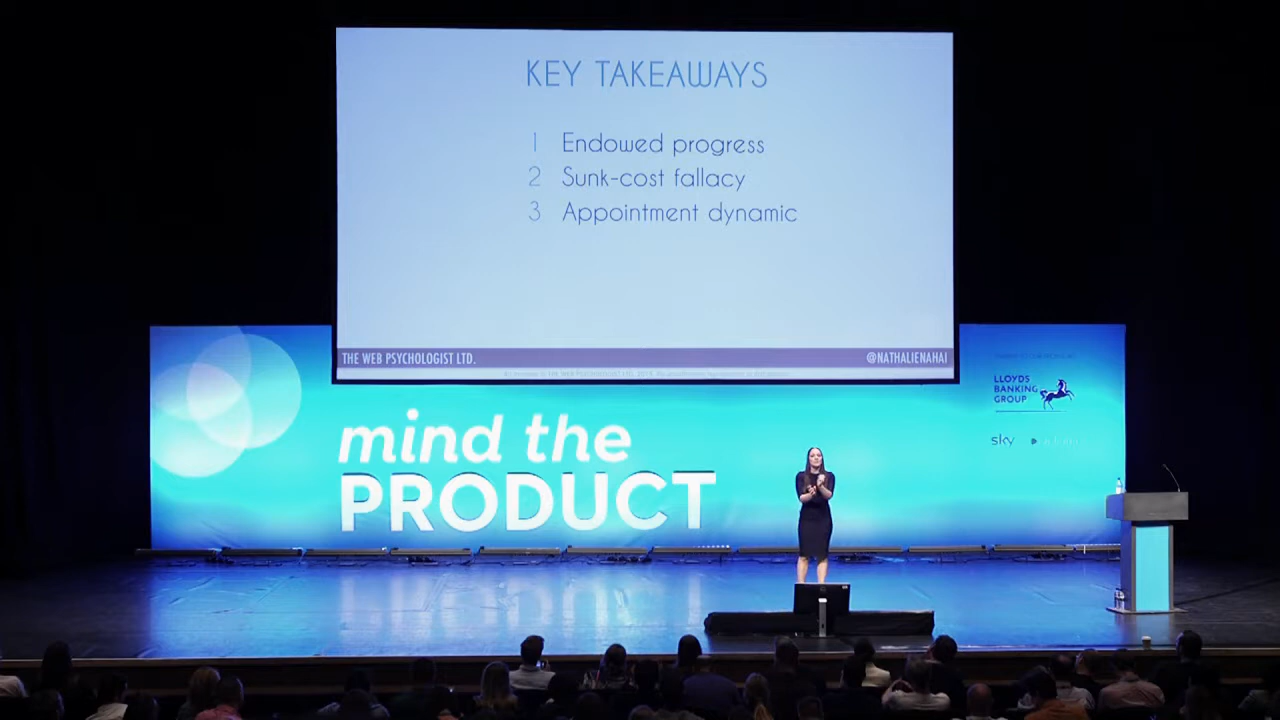 KEY TAKEAWAYS
1 Endowed progress
2 Sunk-cost fallacy
3 Appointment dynamic
THE WEB PSYCHOLOGIST LTD.
@NATHALIENAHAI
LLOYDS
BANKING
GROUP
sky
mind the
PRODUCT